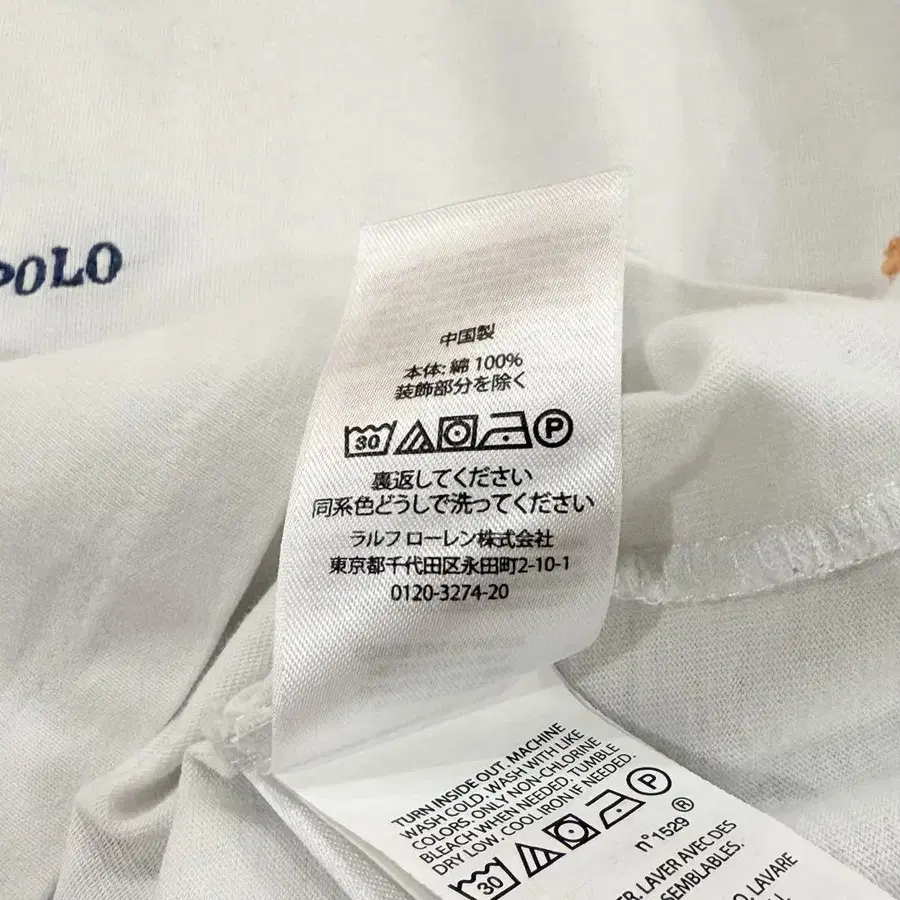 POLO
中国製
本体: 綿 100%
装飾部分を除く
30
P
裏返してください
同系色どうしで洗ってください
ラルフ ローレン株式会社
東京都千代田区永田町2-10-1
0120-3274-20
TURN INSIDE OUT. MACHINE
WASH COLD. WASH WITH LIKE
COLORS. ONLY NON-CHLORINE
BLEACH WHEN NEEDED. TUMBLE
DRY LOW. COOL IRON IF NEEDED.
30
P
n° 1529 ®
LAVER AVEC DES
LAVARE